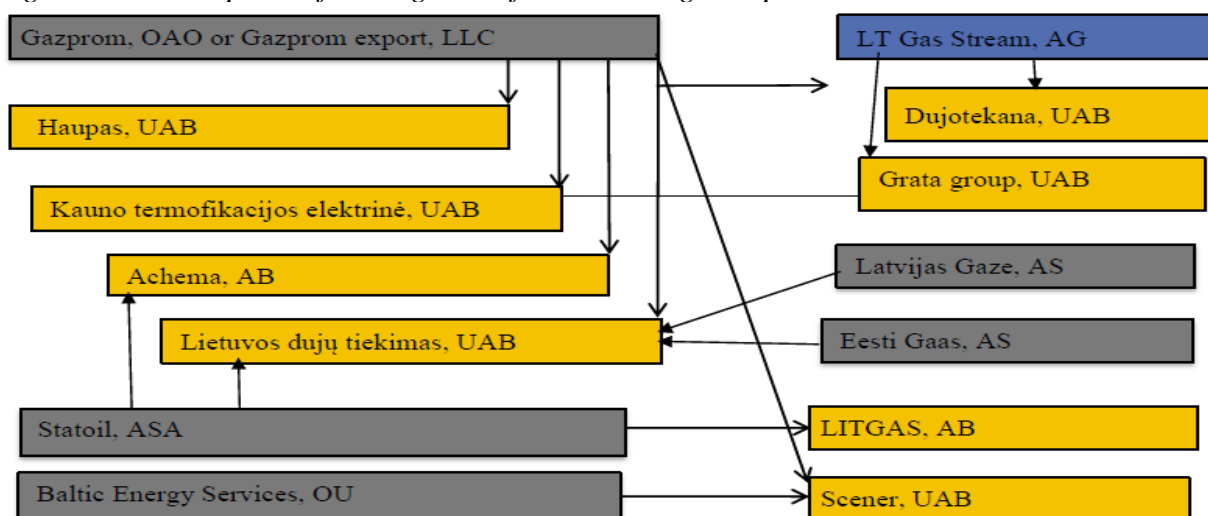 Gazprom, OAO or Gazprom export, LLC
LT Gas Stream, AG
Haupas, UAB
Dujotekana, UAB
Kauno termofikacijos elektrinė, UAB
Grata group, UAB
Achema, AB
Latvijas Gaze, AS
Lietuvos dujų tiekimas, UAB
Eesti Gaas, AS
Statoil, ASA
LITGAS, AB
Baltic Energy Services, OU
Scener, UAB